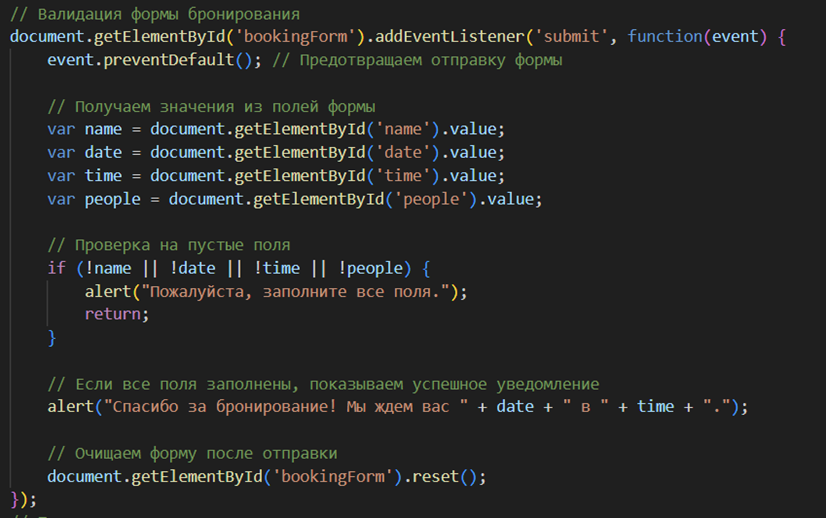 // Валидация формы бронирования
document.getElementById('bookingForm').addEventListener('submit', function(event) {
    event.preventDefault(); // Предотвращаем отправку формы

    // Получаем значения из полей формы
    var name = document.getElementById('name').value;
    var date = document.getElementById('date').value;
    var time = document.getElementById('time').value;
    var people = document.getElementById('people').value;

    // Проверка на пустые поля
    if (!name || !date || !time || !people) {
        alert("Пожалуйста, заполните все поля.");
        return;
    }

    // Если все поля заполнены, показываем успешное уведомление
    alert("Спасибо за бронирование! Мы ждем вас " + date + " в " + time + ".");

    // Очищаем форму после отправки
    document.getElementById('bookingForm').reset();
});